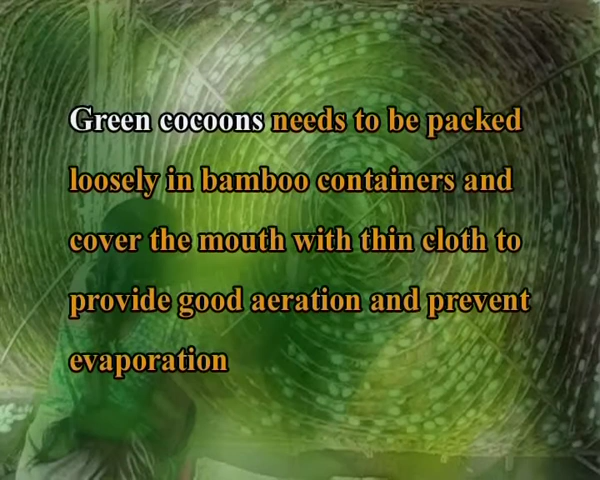 Green cocoons needs to be packed
loosely in bamboo containers and
cover the mouth with thin cloth to
provide good aeration and prevent
evaporation